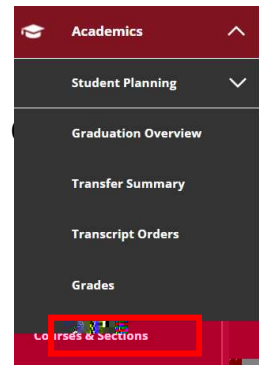 Academics
Student Planning
Graduation Overview
Transfer Summary
Transcript Orders
Grades
Courses & Sections